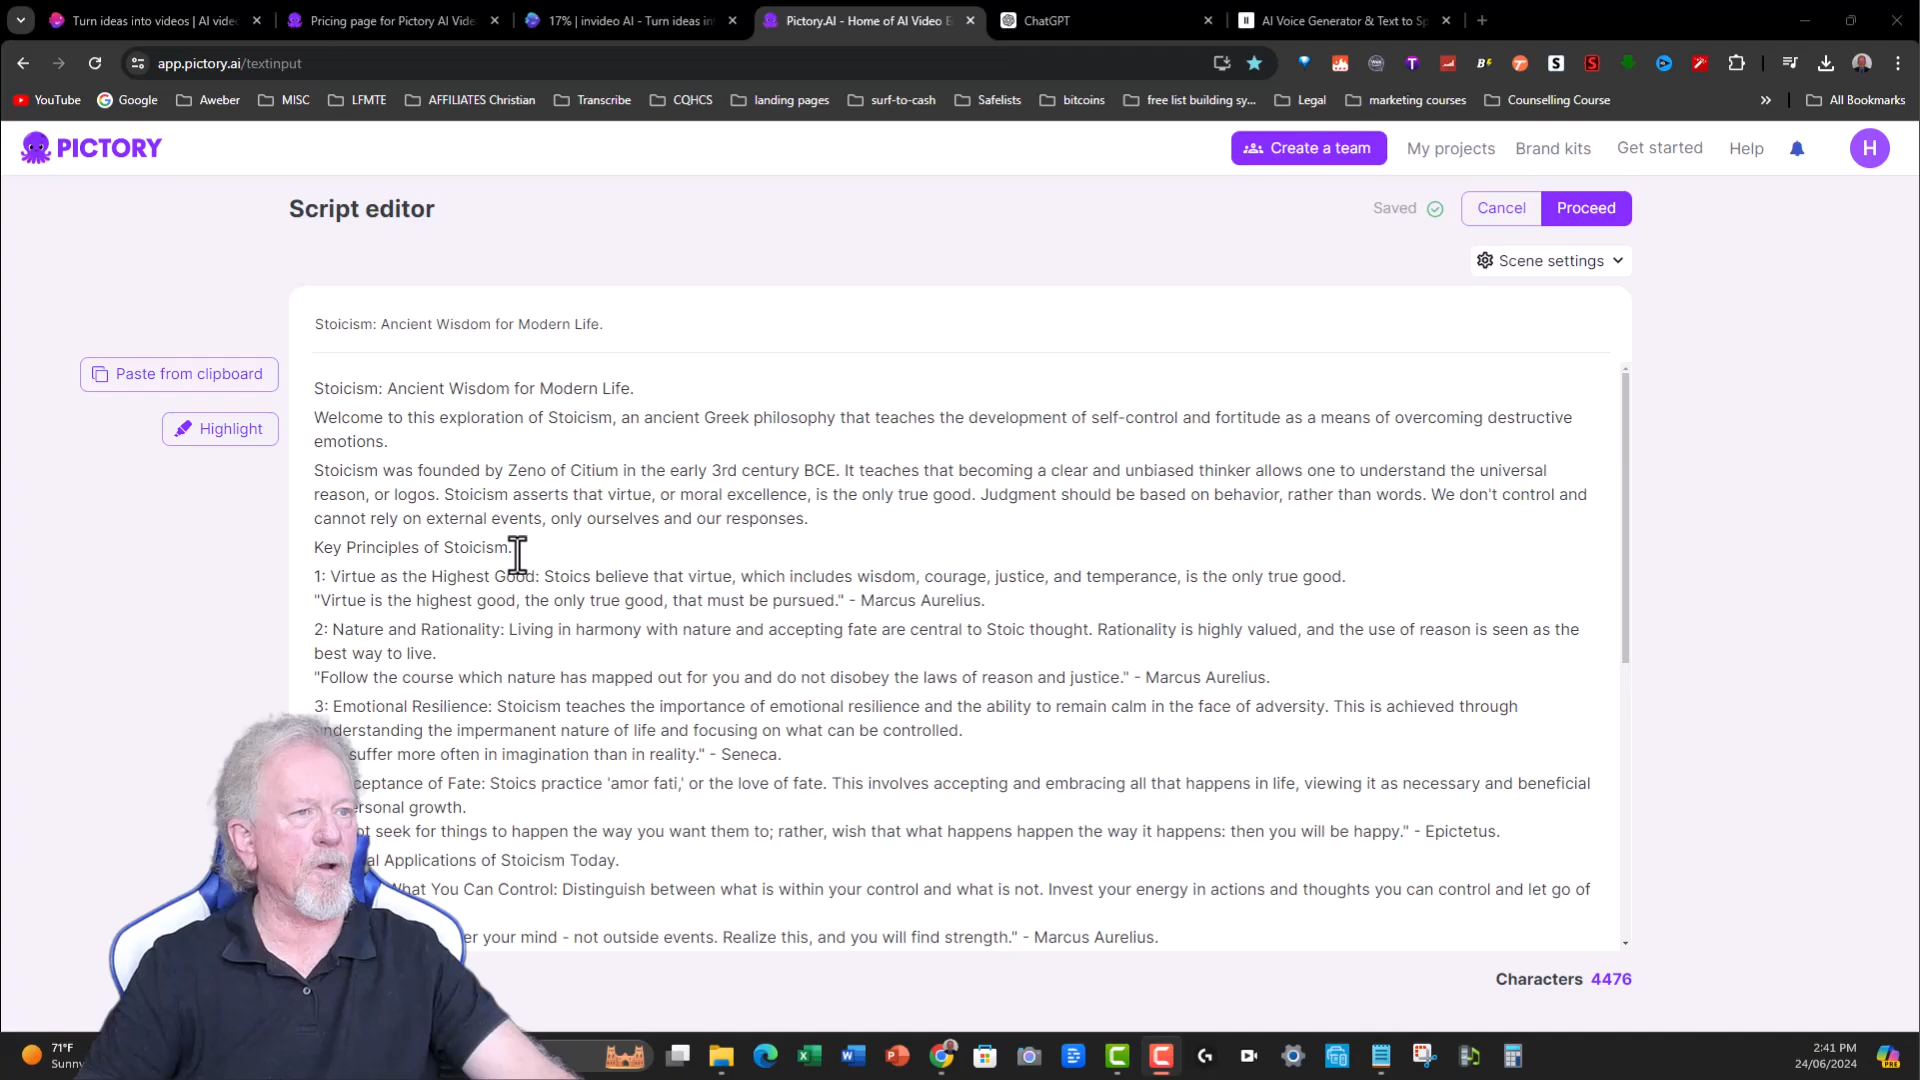 Turn ideas into videos | AI vide
Pricing page for Pictory AI Vide
17% | invideo AI - Turn ideas in
Pictory.AI - Home of AI Video E
ChatGPT
AI Voice Generator & Text to Sp
app.pictory.ai/textinput
YouTube
Google
Aweber
MISC
LFMTE
AFFILIATES Christian
Transcribe
CQHCS
landing pages
surf-to-cash
Safelists
bitcoins
free list building sy...
Legal
marketing courses
Counselling Course
All Bookmarks
PICTORY
Create a team
My projects
Brand kits
Get started
Help
H
Script editor
Saved
Cancel
Proceed
Scene settings
Stoicism: Ancient Wisdom for Modern Life.
Paste from clipboard
Highlight
Stoicism: Ancient Wisdom for Modern Life.
Welcome to this exploration of Stoicism, an ancient Greek philosophy that teaches the development of self-control and fortitude as a means of overcoming destructive
emotions.
Stoicism was founded by Zeno of Citium in the early 3rd century BCE. It teaches that becoming a clear and unbiased thinker allows one to understand the universal
reason, or logos. Stoicism asserts that virtue, or moral excellence, is the only true good. Judgment should be based on behavior, rather than words. We don't control and
cannot rely on external events, only ourselves and our responses.
Key Principles of Stoicism.
1: Virtue as the Highest Good: Stoics believe that virtue, which includes wisdom, courage, justice, and temperance, is the only true good.
"Virtue is the highest good, the only true good, that must be pursued." - Marcus Aurelius.
2: Nature and Rationality: Living in harmony with nature and accepting fate are central to Stoic thought. Rationality is highly valued, and the use of reason is seen as the
best way to live.
"Follow the course which nature has mapped out for you and do not disobey the laws of reason and justice." - Marcus Aurelius.
3: Emotional Resilience: Stoicism teaches the importance of emotional resilience and the ability to remain calm in the face of adversity. This is achieved through
nderstanding the impermanent nature of life and focusing on what can be controlled.
suffer more often in imagination than in reality." - Seneca.
ceptance of Fate: Stoics practice 'amor fati,' or the love of fate. This involves accepting and embracing all that happens in life, viewing it as necessary and beneficial
ersonal growth.
ot seek for things to happen the way you want them to; rather, wish that what happens happen the way it happens: then you will be happy." - Epictetus.
al Applications of Stoicism Today.
What You Can Control: Distinguish between what is within your control and what is not. Invest your energy in actions and thoughts you can control and let go of
er your mind - not outside events. Realize this, and you will find strength." - Marcus Aurelius.
Characters 4476
71°F
Sunny
2:41 PM
24/06/2024